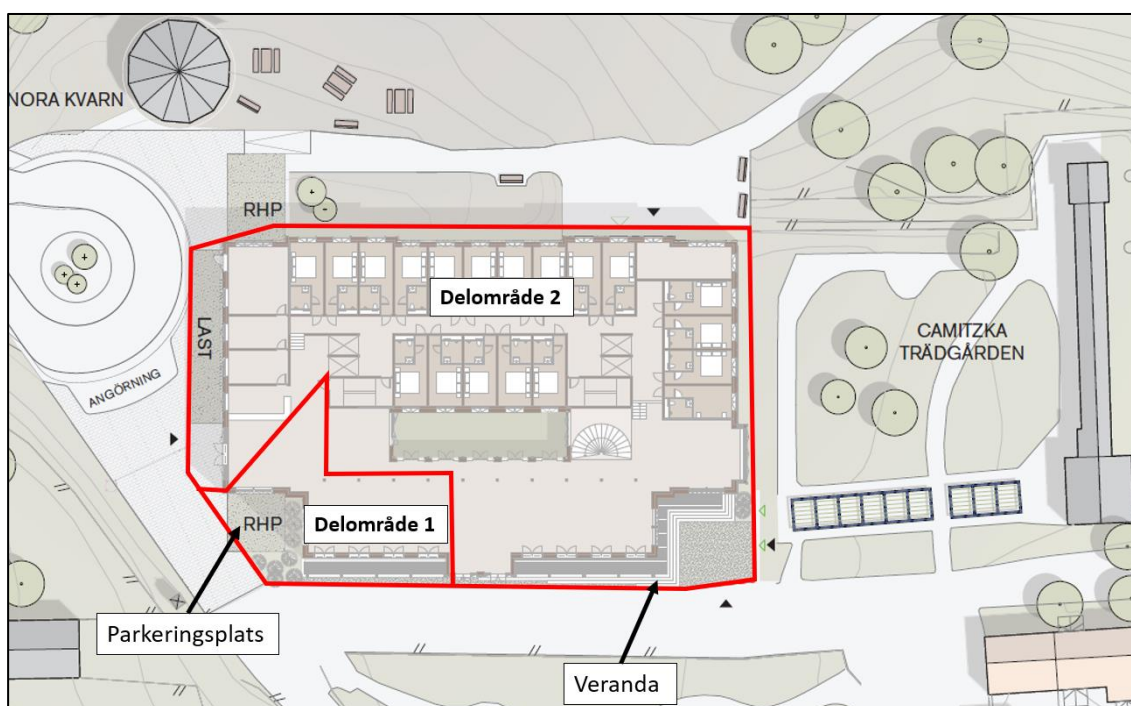 NORA KVARN
RHP
Delområde 2
LAST
CAMITZKA
TRÄDGÅRDEN
ANGÖRNING
RHP
Delområde 1
Parkeringsplats
Veranda